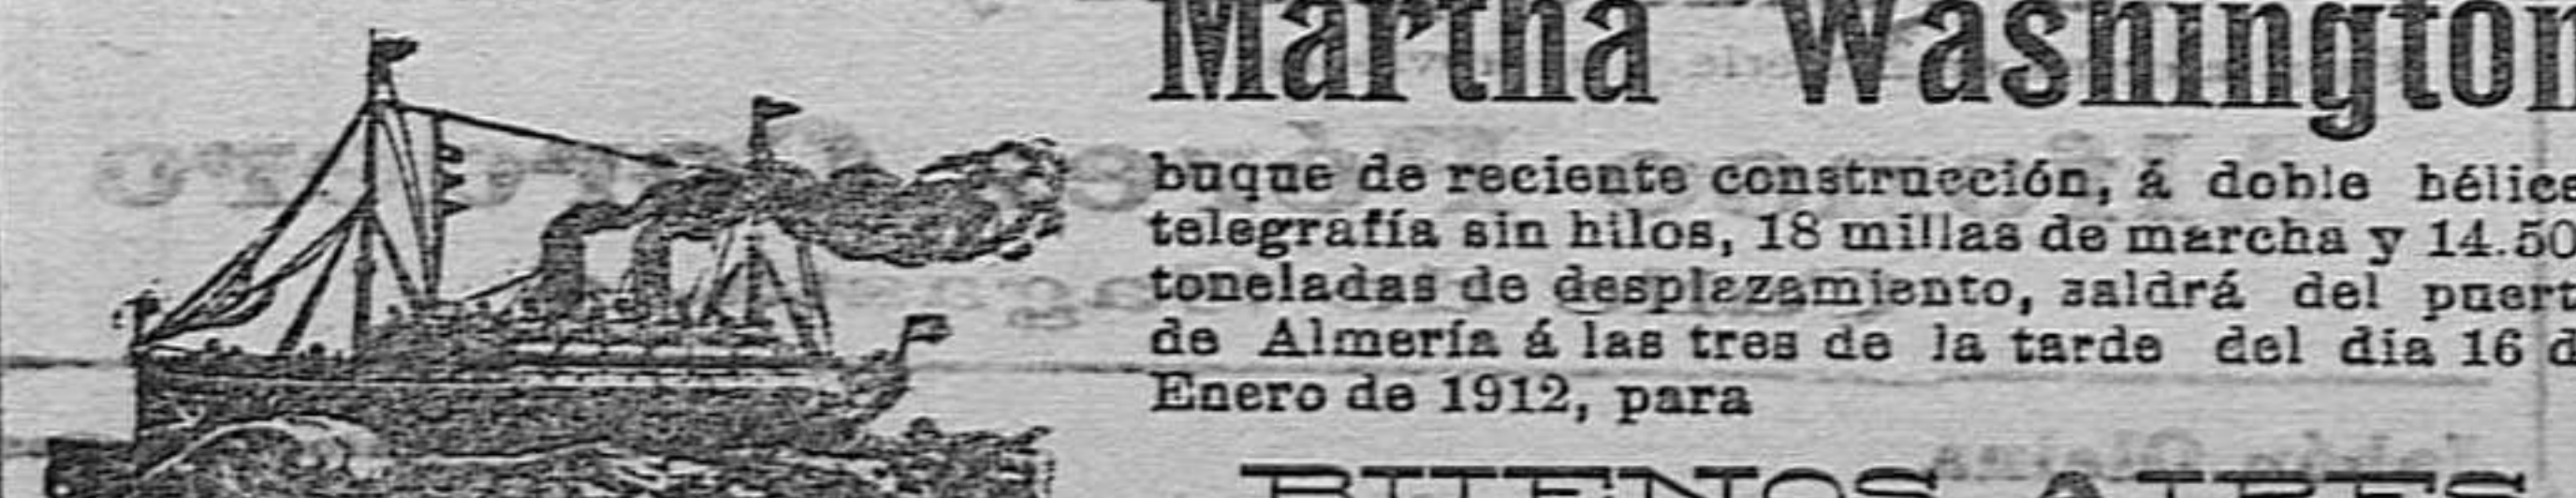 Martha Washington
buque de reciente construcción, á doble hélice
telegrafía sin hilos, 18 millas de marcha y 14.50
toneladas de desplazamiento, saldrá del puert
de Almería á las tres de la tarde del dia 16 d
Enero de 1912, para
BUENOS AIRES